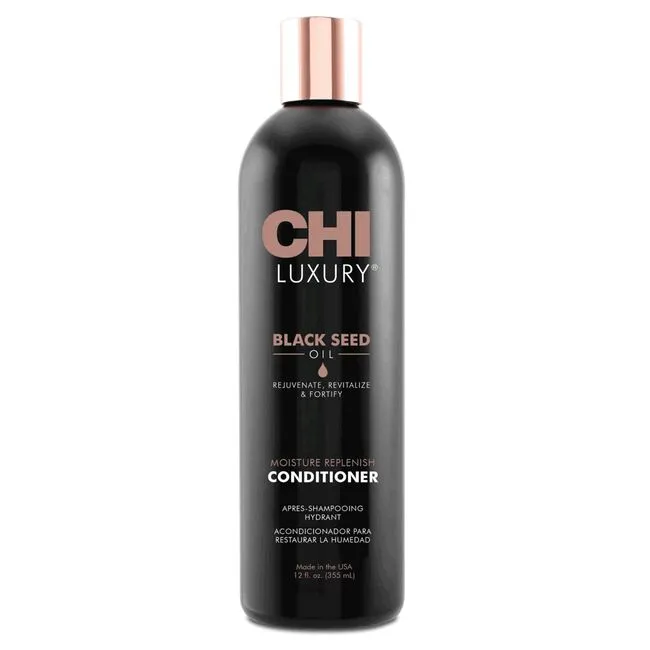 CHI
LUXURY®
BLACK SEED
OIL
REJUVENATE, REVITALIZE
& FORTIFY
MOISTURE REPLENISH
CONDITIONER
APRES-SHAMPOOING
HYDRANT
ACONDICIONADOR PARA
RESTAURAR LA HUMEDAD
Made in the USA
12 fl. oz. (355 mL)